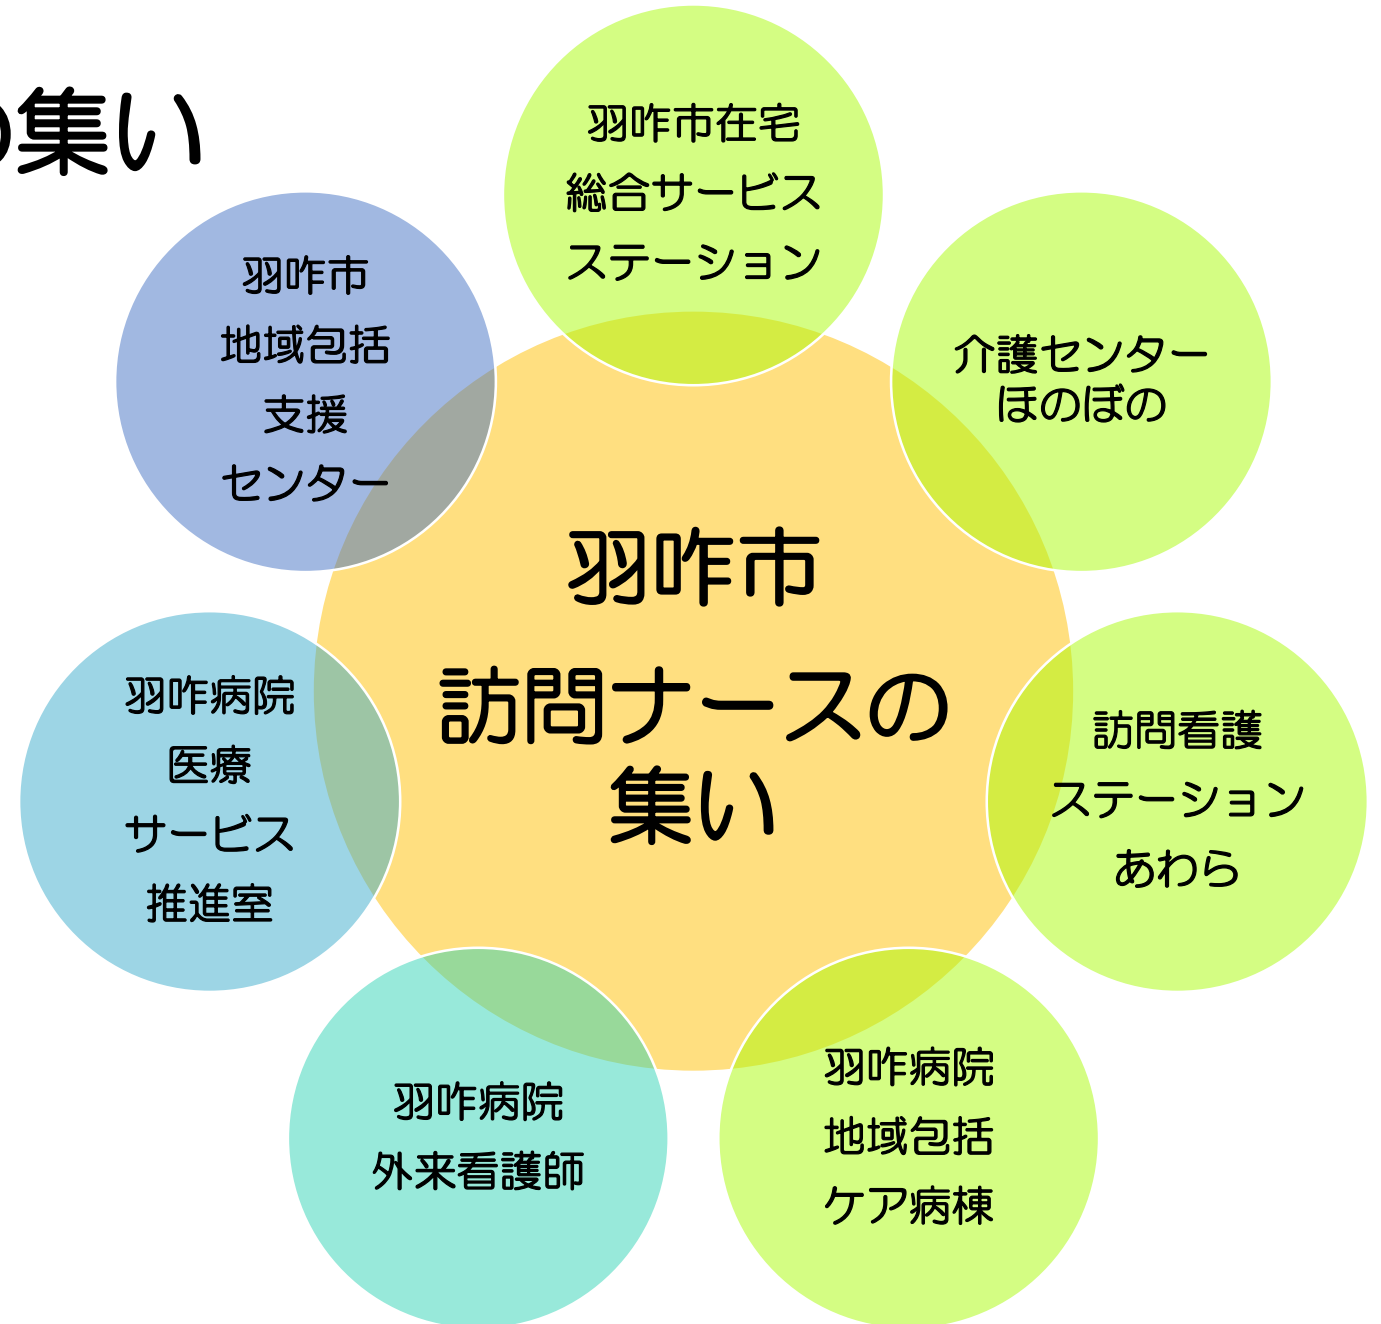 の集い
羽咋市在宅
総合サービス
ステーション
介護センター
ほのぼの
訪問看護
ステーション
あわら
羽咋病院
地域包括
ケア病棟
羽咋病院
外来看護師
羽咋病院
医療
サービス
推進室
羽咋市
地域包括
支援
センター
羽咋市
訪問ナースの
集い